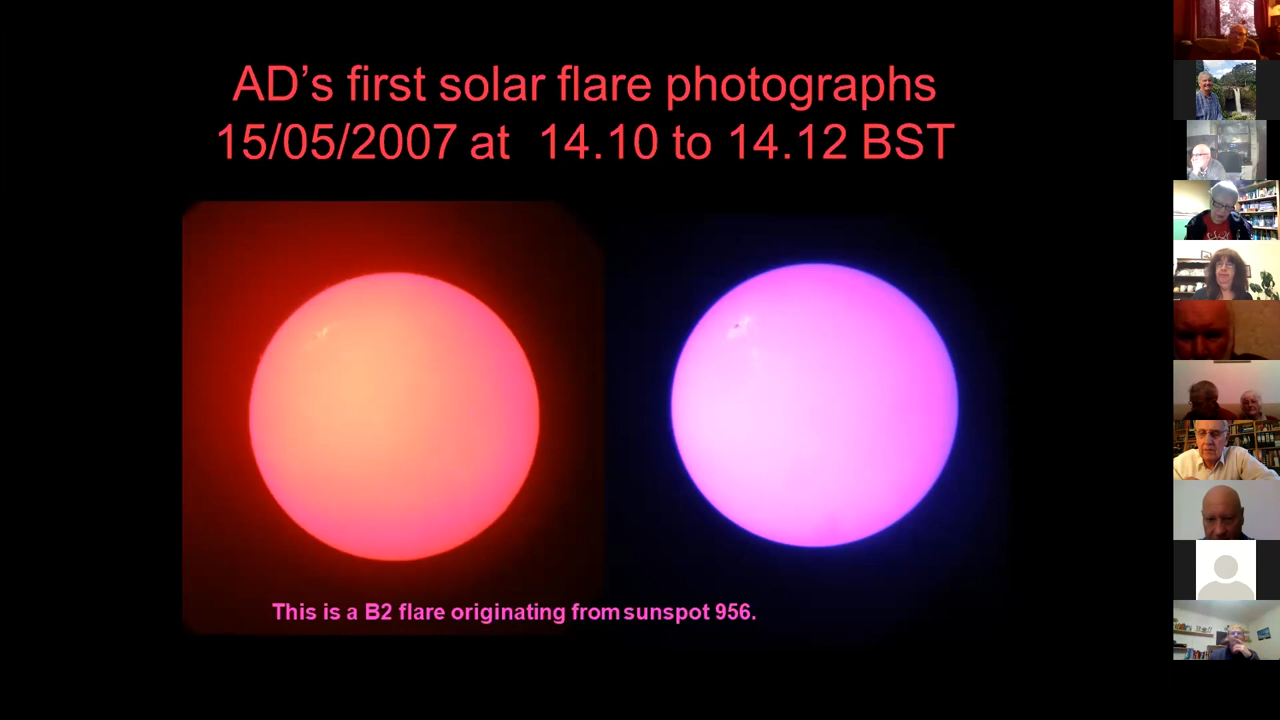 AD’s first solar flare photographs
15/05/2007 at 14.10 to 14.12 BST
This is a B2 flare originating from sunspot 956.